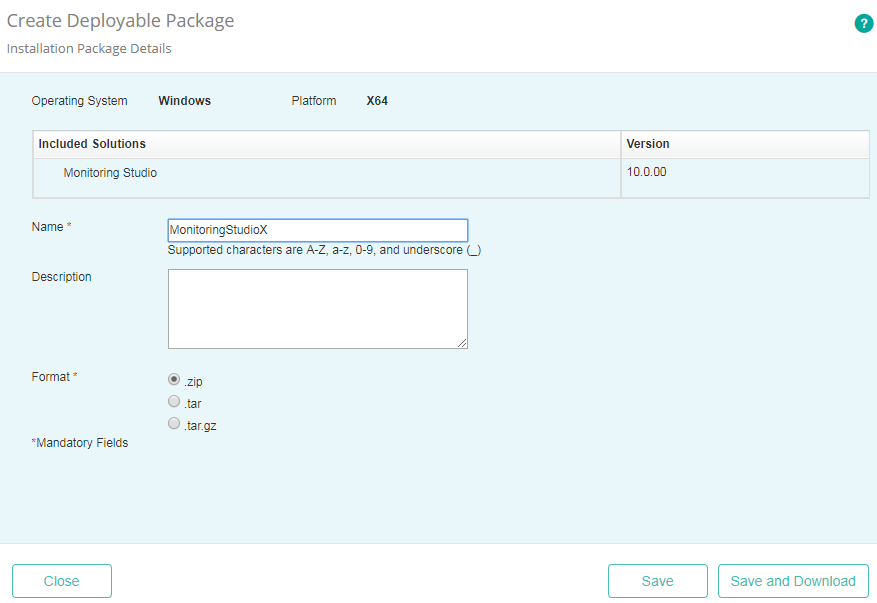 Create Deployable Package
?
Installation Package Details
Operating System Windows Platform X64
Included Solutions Version
Monitoring Studio 10.0.00
Name * MonitoringStudioX
Supported characters are A-Z, a-z, 0-9, and underscore (_)
Description
Format * .zip
.tar
.tar.gz
*Mandatory Fields
Close Save Save and Download